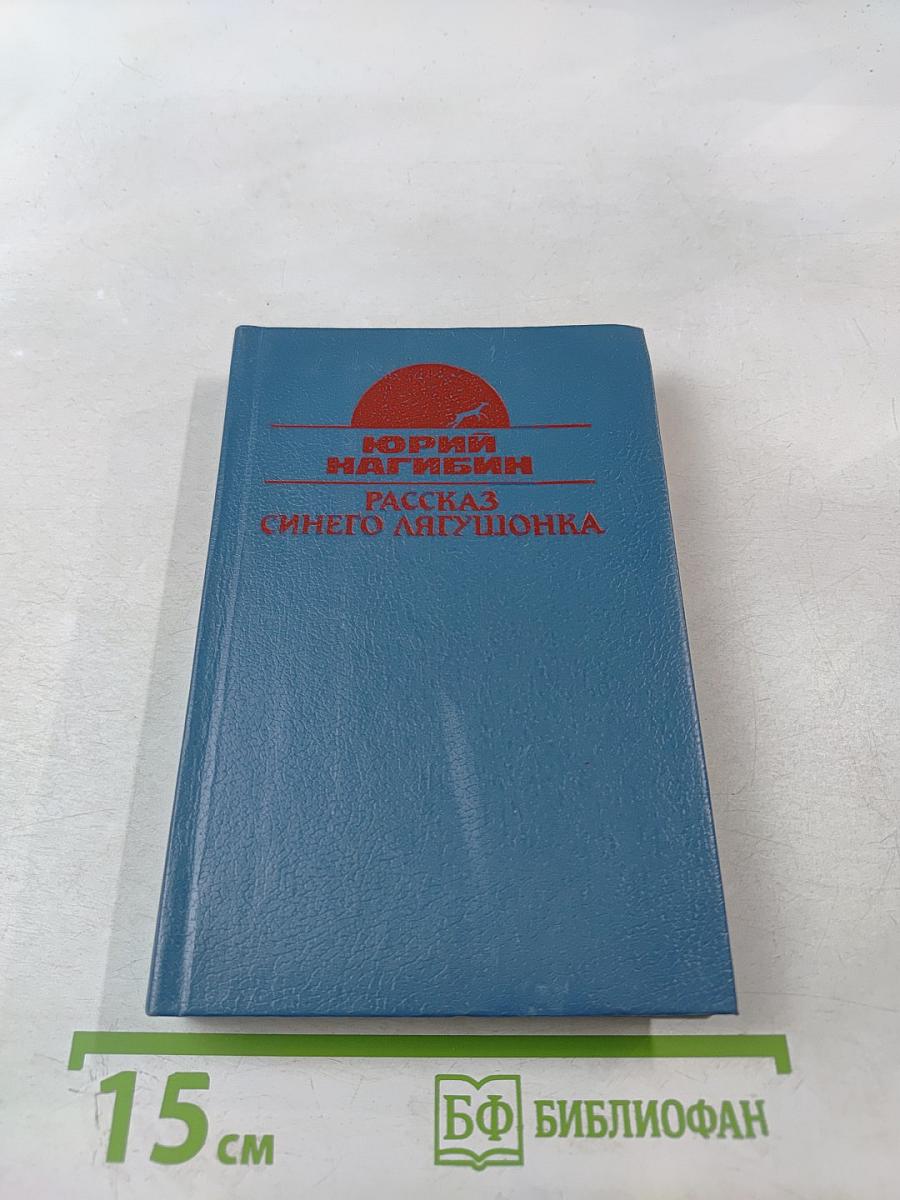 ЮРИЙ
НАГИБИН
РАССКАЗ
СИНЕГО ЛЯГУШОНКА
15 см
БФ БИБЛИОФАН